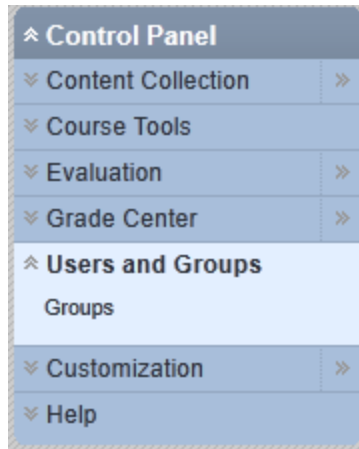 Control Panel
Content Collection
Course Tools
Evaluation
Grade Center
Users and Groups
Groups
Customization
Help